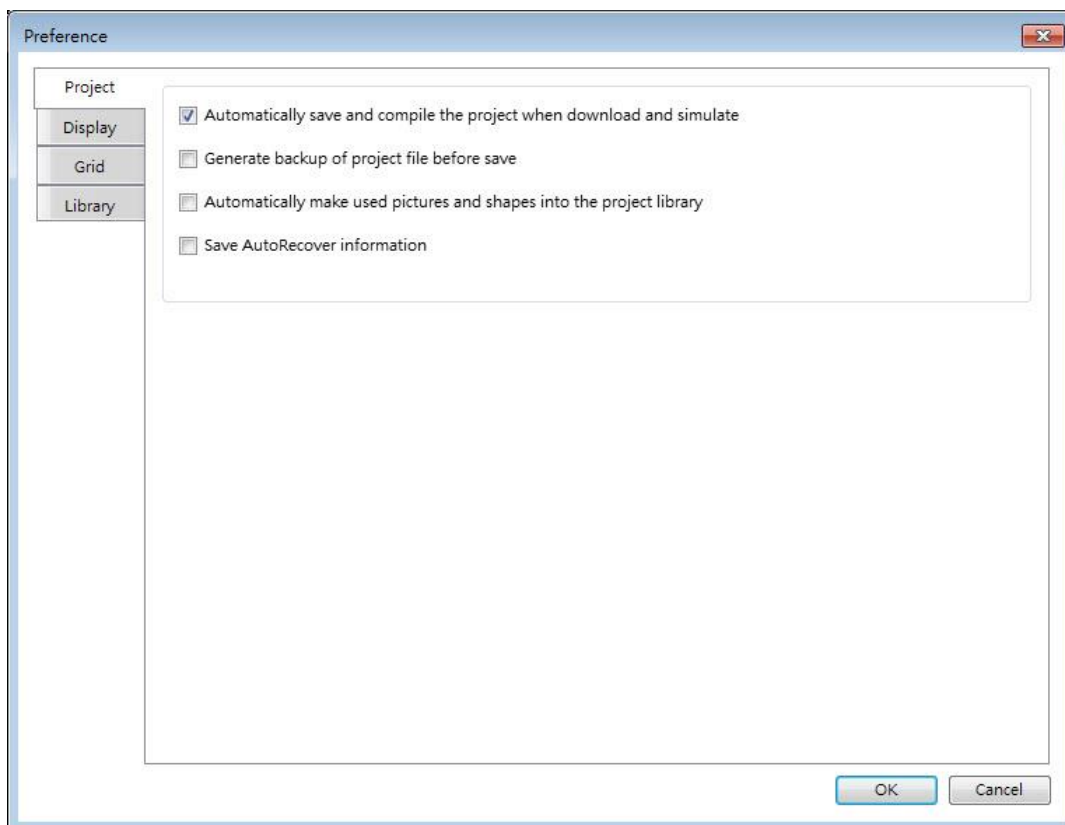 Preference
Project
Display
Grid
Library
Automatically save and compile the project when download and simulate
Generate backup of project file before save
Automatically make used pictures and shapes into the project library
Save AutoRecover information
OK
Cancel